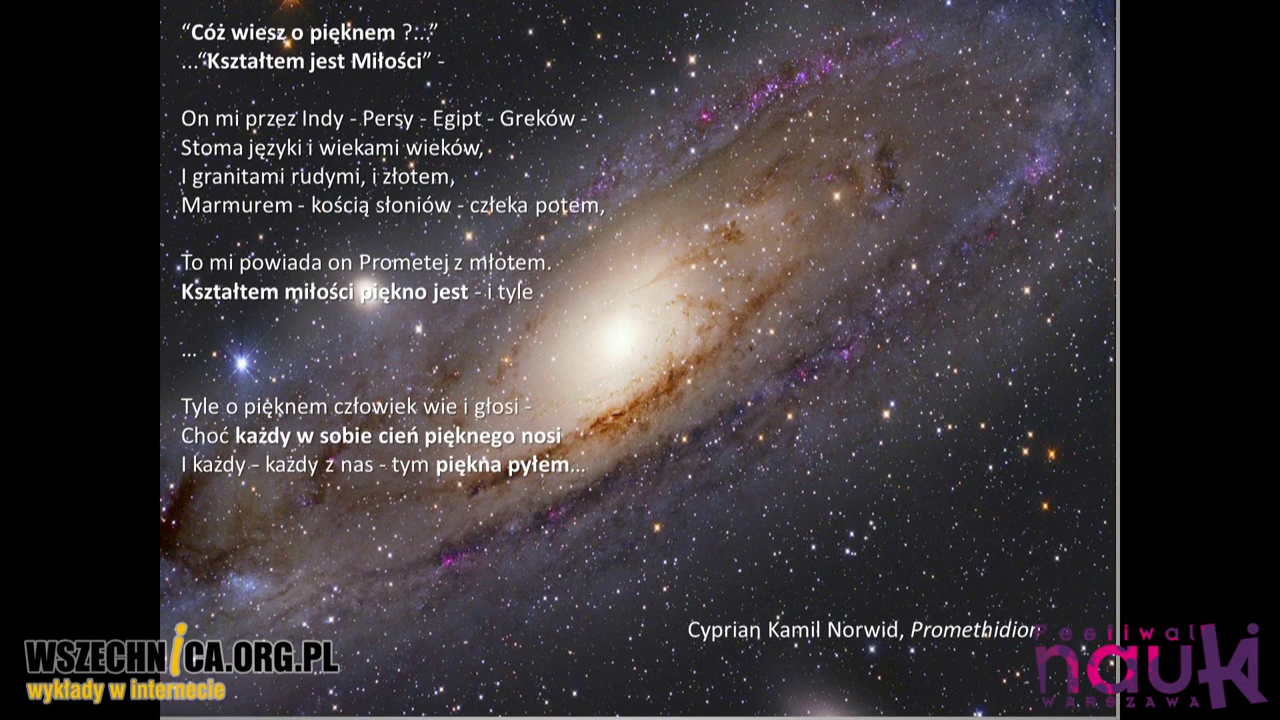 “Cóż wiesz o pięknem ?...”
...“Kształtem jest Miłości” -
On mi przez Indy - Persy - Egipt - Greków -
Stoma języki i wiekami wieków,
I granitami rudymi, i złotem,
Marmurem - kością słoniów - człeka potem,
To mi powiada on Prometej z młotem.
Kształtem miłości piękno jest - i tyle
...
Tyle o pięknem człowiek wie i głosi -
Choć każdy w sobie cień pięknego nosi
I każdy - każdy z nas - tym piękna pyłem...
Cyprian Kamil Norwid, Promethidion
WSZECHNICA.ORG.PL
wykłady w internecie
Festiwal
nauki
WARSZAWA